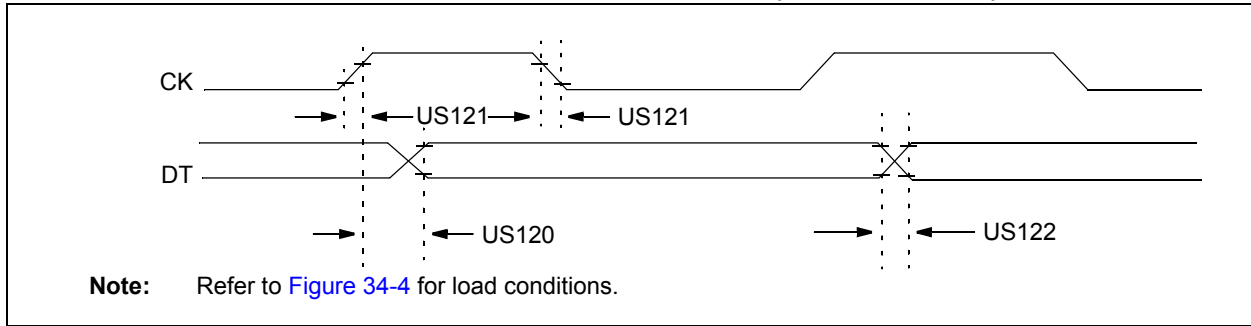 CK
US121 US121
DT
US120 US122
Note: Refer to Figure 34-4 for load conditions.